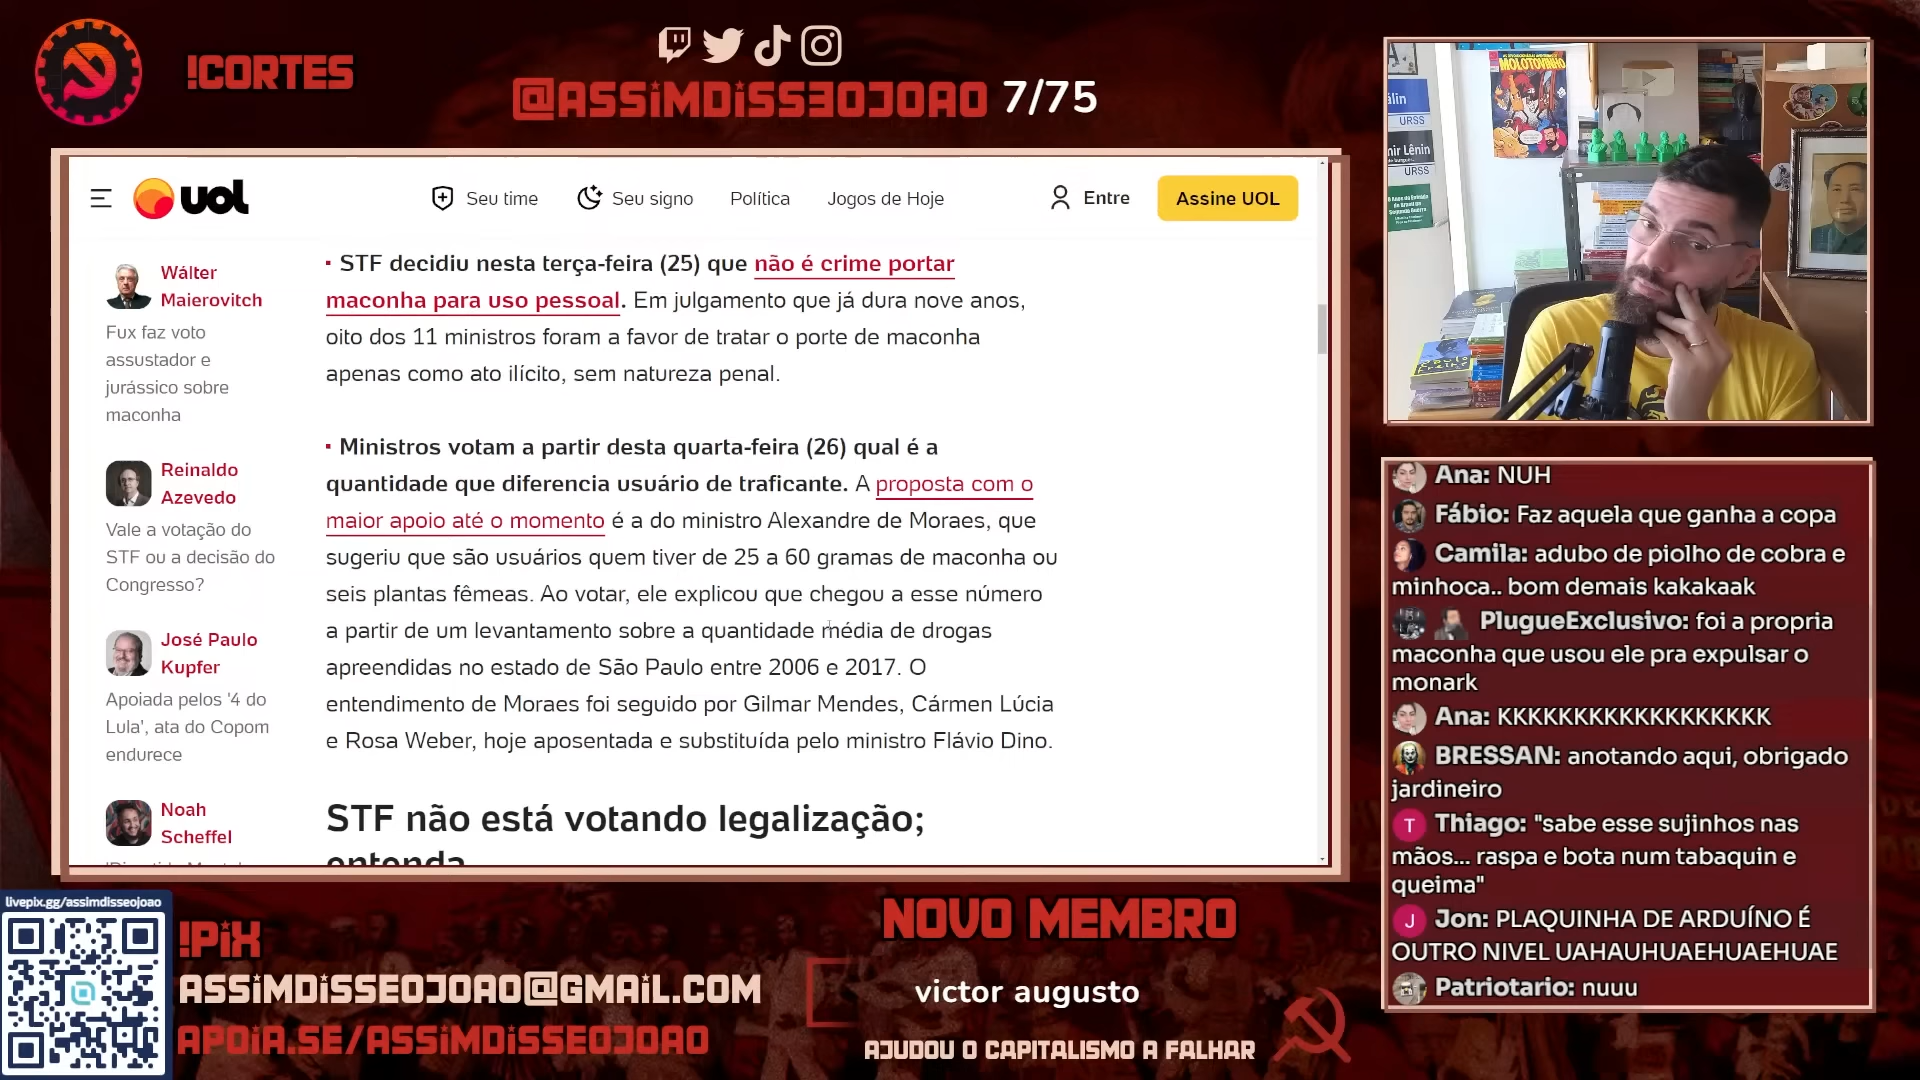 !CORTES
@ASSIMDISSEOJOAO 7/75
uol
Seu time
Seu signo
Política
Jogos de Hoje
Entre
Assine UOL
Wálter
Maierovitch
Fux faz voto
assustador e
jurássico sobre
maconha
Reinaldo
Azevedo
Vale a votação do
STF ou a decisão do
Congresso?
José Paulo
Kupfer
Apoiada pelos '4 do
Lula', ata do Copom
endurece
Noah
Scheffel
· STF decidiu nesta terça-feira (25) que não é crime portar
maconha para uso pessoal. Em julgamento que já dura nove anos,
oito dos 11 ministros foram a favor de tratar o porte de maconha
apenas como ato ilícito, sem natureza penal.
· Ministros votam a partir desta quarta-feira (26) qual é a
quantidade que diferencia usuário de traficante. A proposta com o
maior apoio até o momento é a do ministro Alexandre de Moraes, que
sugeriu que são usuários quem tiver de 25 a 60 gramas de maconha ou
seis plantas fêmeas. Ao votar, ele explicou que chegou a esse número
a partir de um levantamento sobre a quantidade média de drogas
apreendidas no estado de São Paulo entre 2006 e 2017. O
entendimento de Moraes foi seguido por Gilmar Mendes, Cármen Lúcia
e Rosa Weber, hoje aposentada e substituída pelo ministro Flávio Dino.
STF não está votando legalização;
entenda
MOLOTOVINHO
álin
URSS
mir Lênin
URSS
Ana: NUH
Fábio: Faz aquela que ganha a copa
Camila: adubo de piolho de cobra e
minhoca.. bom demais kakakaak
PlugueExclusivo: foi a propria
maconha que usou ele pra expulsar o
monark
Ana: KKKKKKKKKKKKKKKKKK
BRESSAN: anotando aqui, obrigado
jardineiro
T Thiago: "sabe esse sujinhos nas
mãos... raspa e bota num tabaquin e
queima"
J Jon: PLAQUINHA DE ARDUÍNO É
OUTRO NIVEL UAHAUHUAEHUAEHUAE
Patriotario: nuuu
livepix.gg/assimdisseojoao
!PIX
ASSIMDISSEOJOAO@GMAIL.COM
APOIA.SE/ASSIMDISSEOJOAO
NOVO MEMBRO
victor augusto
AJUDOU O CAPITALISMO A FALHAR